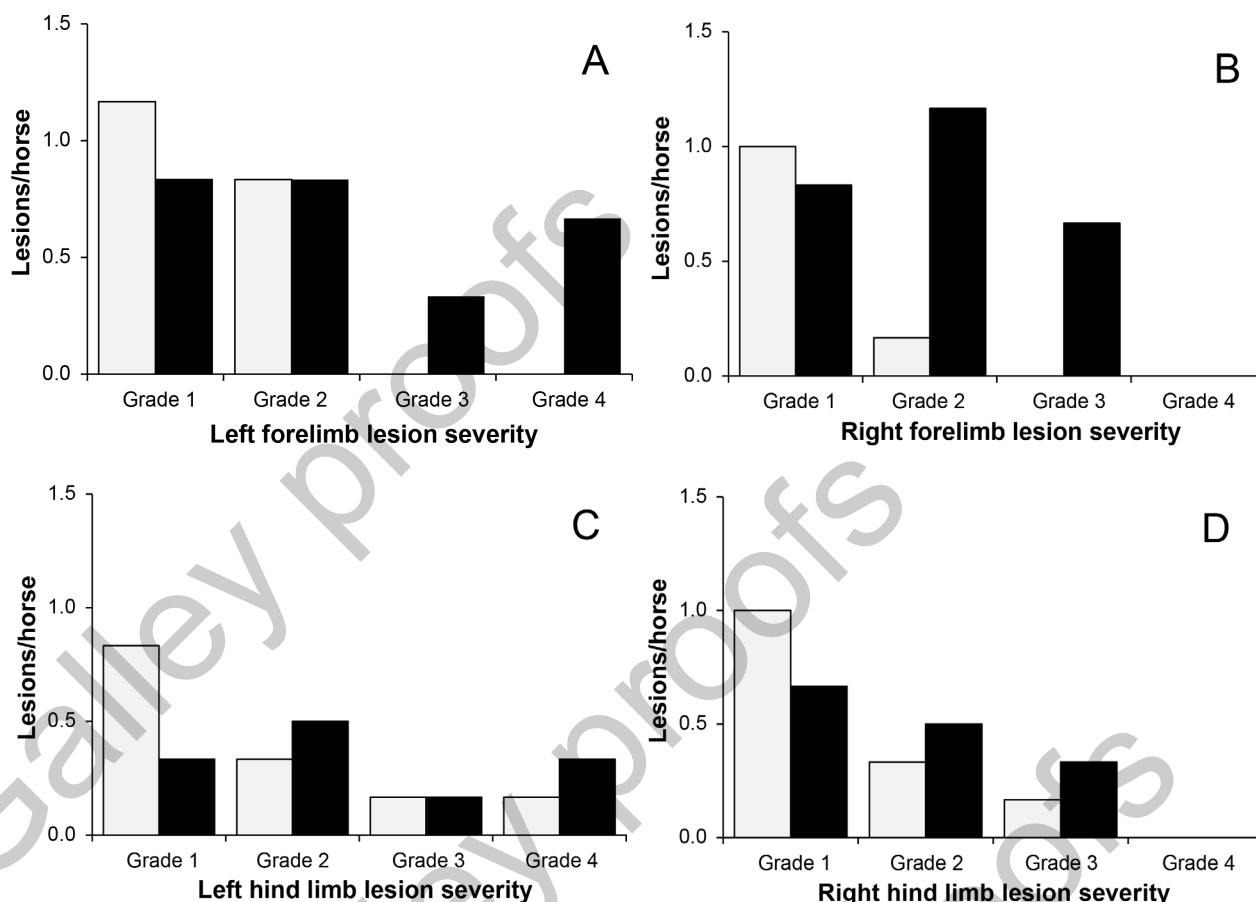 A
1.5
1.0
0.5
0.0
Lesions/horse
Grade 1 Grade 2 Grade 3 Grade 4
Left forelimb lesion severity
B
1.5
1.0
0.5
0.0
Lesions/horse
Grade 1 Grade 2 Grade 3 Grade 4
Right forelimb lesion severity
C
1.5
1.0
0.5
0.0
Lesions/horse
Grade 1 Grade 2 Grade 3 Grade 4
Left hind limb lesion severity
D
1.5
1.0
0.5
0.0
Lesions/horse
Grade 1 Grade 2 Grade 3 Grade 4
Right hind limb lesion severity
Galley proofs
proofs